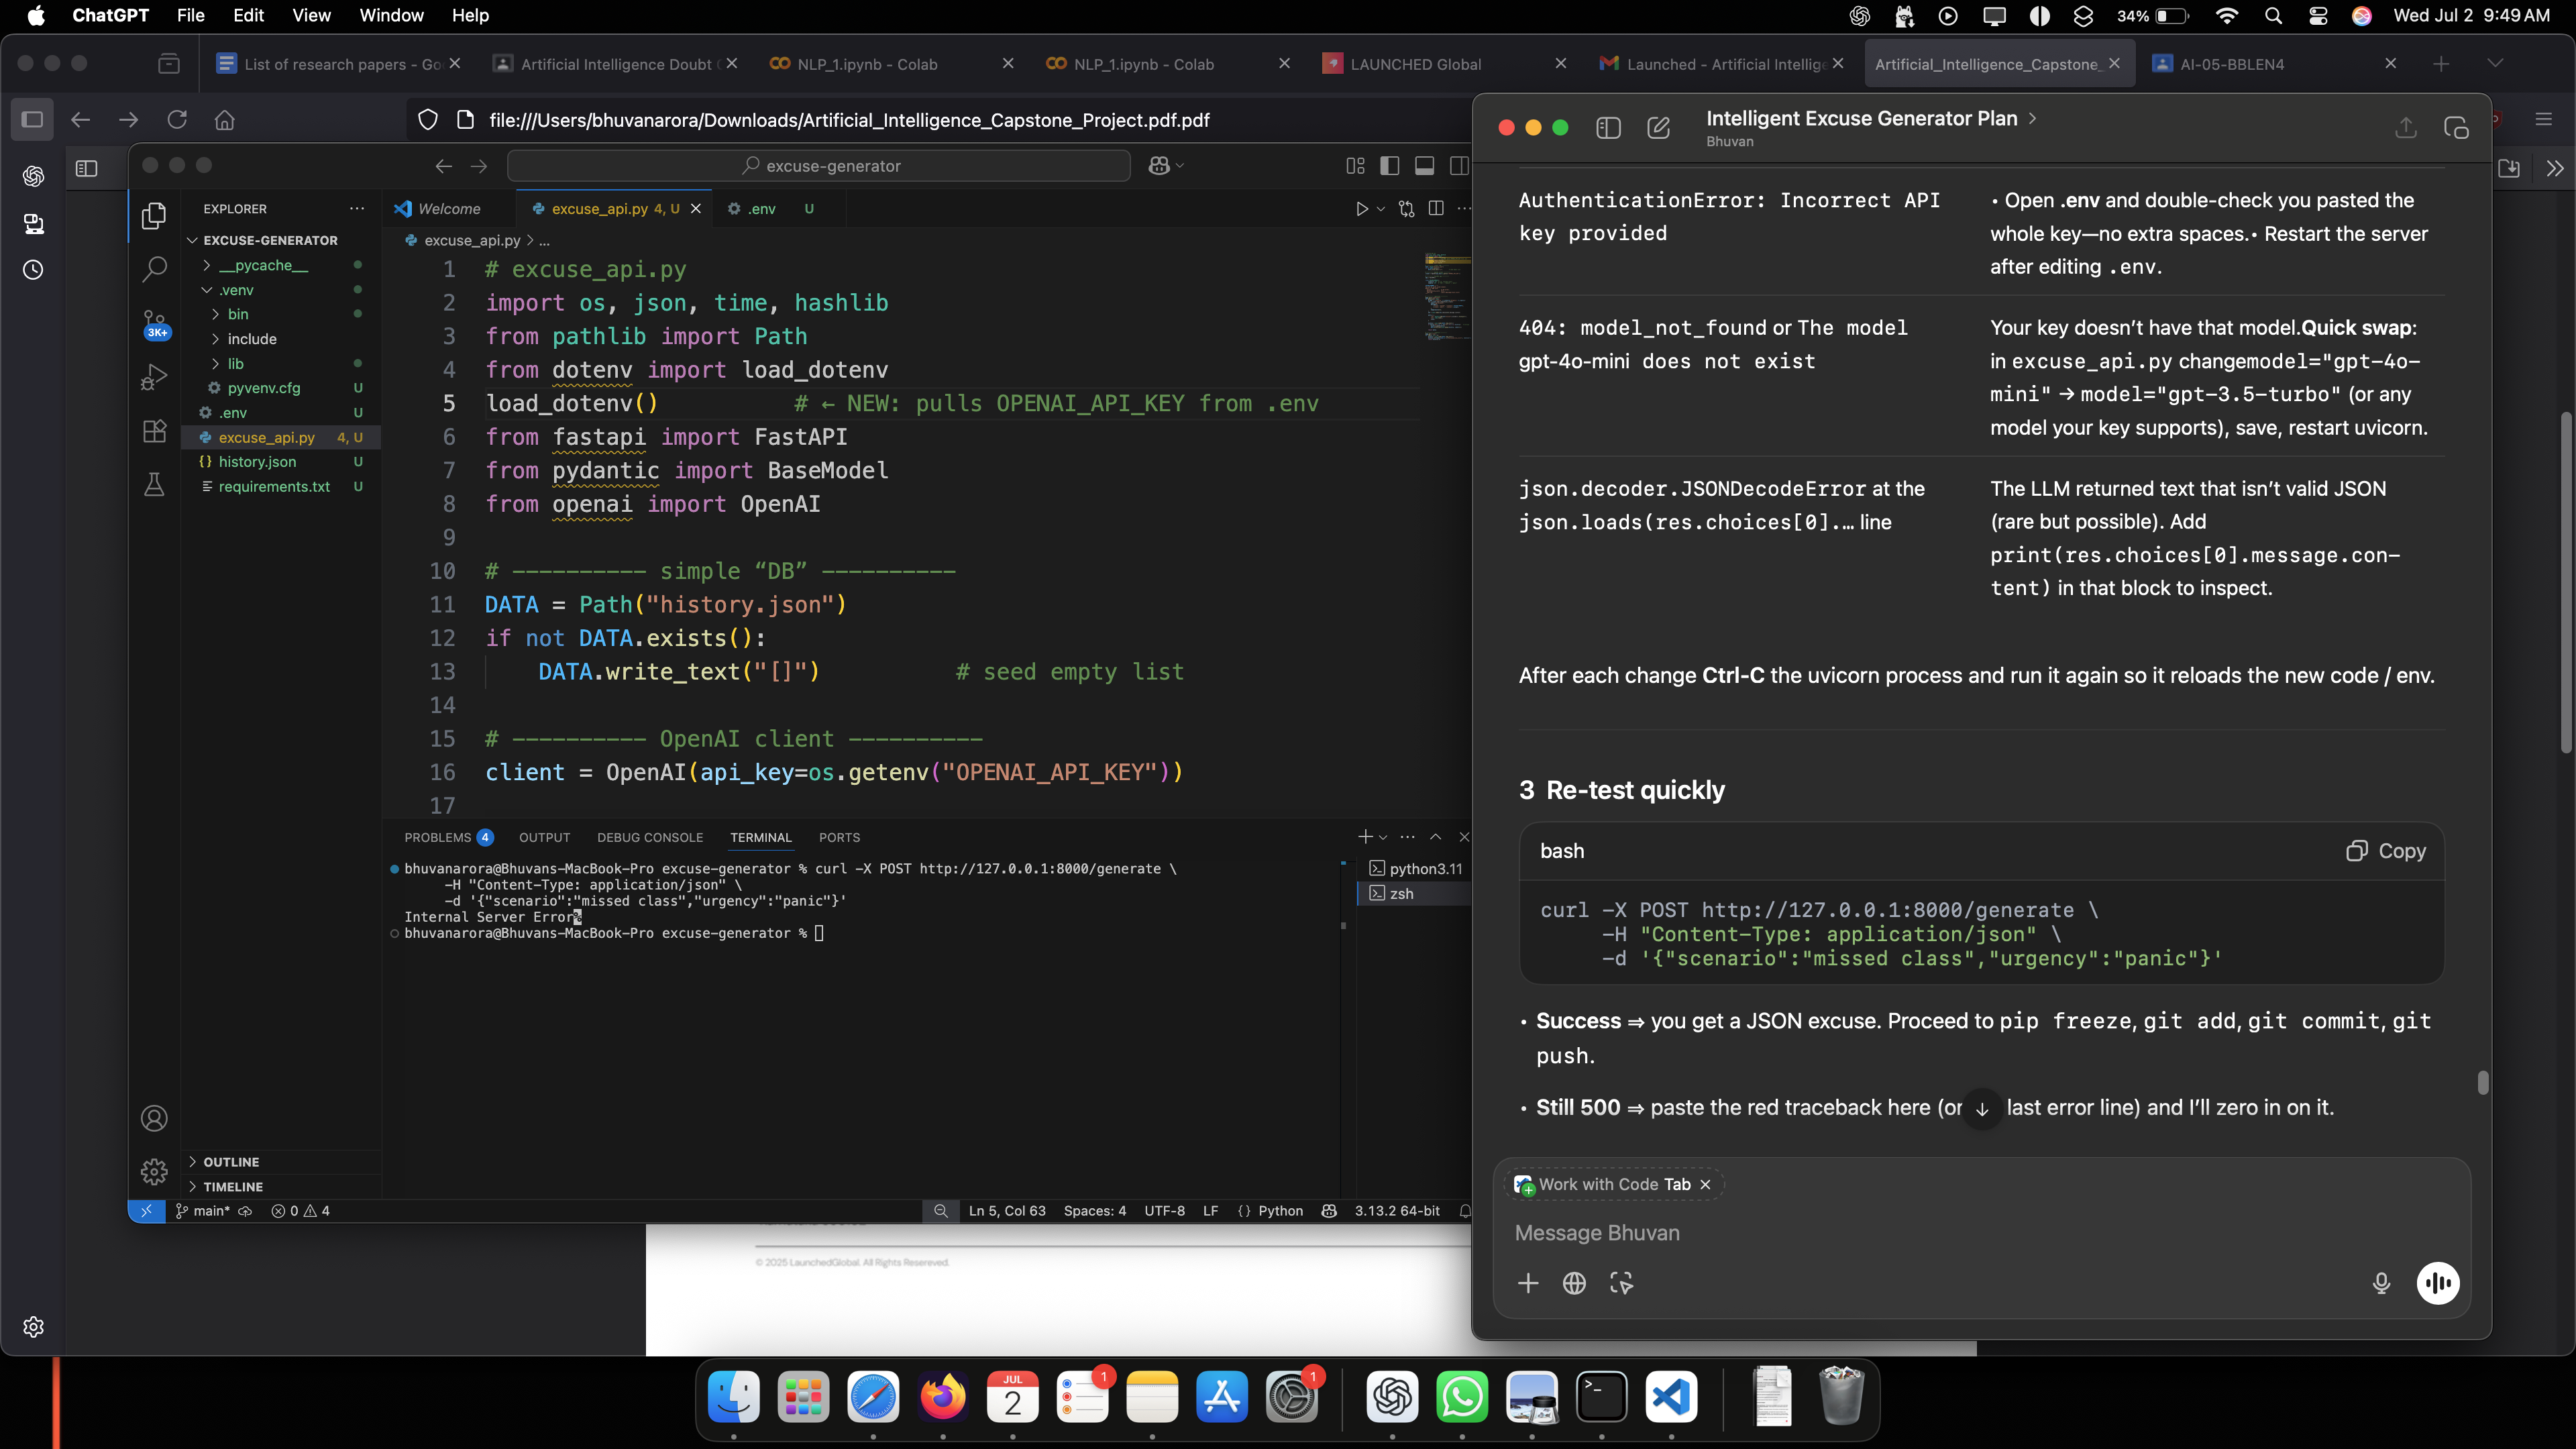 ChatGPT File Edit View Window Help 34% Wed Jul 2 9:49 AM
List of research papers - Go
Artificial Intelligence Doubt
NLP_1.ipynb - Colab
NLP_1.ipynb - Colab
LAUNCHED Global
Launched - Artificial Intellige
Artificial_Intelligence_Capstone_
AI-05-BBLEN4
file:///Users/bhuvanarora/Downloads/Artificial_Intelligence_Capstone_Project.pdf.pdf
excuse-generator
EXPLORER
EXCUSE-GENERATOR
__pycache__
.venv
bin
3K+
include
lib
pyvenv.cfg U
.env U
excuse_api.py 4, U
{} history.json U
requirements.txt U
OUTLINE
TIMELINE
Welcome
excuse_api.py 4, U
.env U
excuse_api.py > ...
1 # excuse_api.py
2 import os, json, time, hashlib
3 from pathlib import Path
4 from dotenv import load_dotenv
5 load_dotenv() # ← NEW: pulls OPENAI_API_KEY from .env
6 from fastapi import FastAPI
7 from pydantic import BaseModel
8 from openai import OpenAI
9
10 # ---------- simple “DB” ----------
11 DATA = Path("history.json")
12 if not DATA.exists():
13 DATA.write_text("[]") # seed empty list
14
15 # ---------- OpenAI client ----------
16 client = OpenAI(api_key=os.getenv("OPENAI_API_KEY"))
17
PROBLEMS 4 OUTPUT DEBUG CONSOLE TERMINAL PORTS
bhuvanarora@Bhuvans-MacBook-Pro excuse-generator % curl -X POST http://127.0.0.1:8000/generate \
-H "Content-Type: application/json" \
-d '{"scenario":"missed class","urgency":"panic"}'
Internal Server Error%
bhuvanarora@Bhuvans-MacBook-Pro excuse-generator %
python3.11
zsh
main* 0 4
Ln 5, Col 63 Spaces: 4 UTF-8 LF {} Python 3.13.2 64-bit
© 2025 LaunchedGlobal. All Rights Resereved.
Intelligent Excuse Generator Plan >
Bhuvan
AuthenticationError: Incorrect API
key provided
• Open .env and double-check you pasted the
whole key—no extra spaces.• Restart the server
after editing .env.
404: model_not_found or The model
gpt-4o-mini does not exist
Your key doesn’t have that model.Quick swap:
in excuse_api.py changemodel="gpt-4o-
mini" → model="gpt-3.5-turbo" (or any
model your key supports), save, restart uvicorn.
json.decoder.JSONDecodeError at the
json.loads(res.choices[0].… line
The LLM returned text that isn’t valid JSON
(rare but possible). Add
print(res.choices[0].message.con-
tent) in that block to inspect.
After each change Ctrl-C the uvicorn process and run it again so it reloads the new code / env.
3 Re-test quickly
bash
Copy
curl -X POST http://127.0.0.1:8000/generate \
-H "Content-Type: application/json" \
-d '{"scenario":"missed class","urgency":"panic"}'
• Success ⇒ you get a JSON excuse. Proceed to pip freeze, git add, git commit, git
push.
• Still 500 ⇒ paste the red traceback here (or last error line) and I’ll zero in on it.
Work with Code Tab
Message Bhuvan
JUL
2
1
1